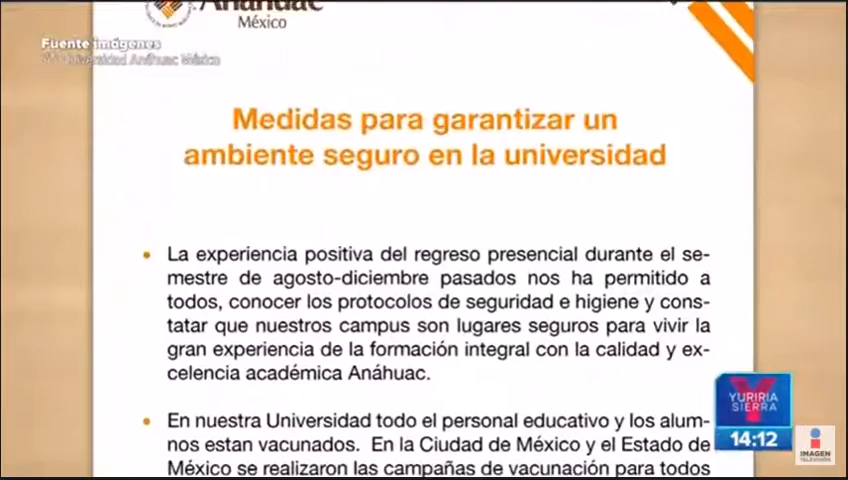 Anáhuac
México
Fuente imágenes
Universidad Anáhuac México
Medidas para garantizar un
ambiente seguro en la universidad
• La experiencia positiva del regreso presencial durante el se-
mestre de agosto-diciembre pasados nos ha permitido a
todos, conocer los protocolos de seguridad e higiene y cons-
tatar que nuestros campus son lugares seguros para vivir la
gran experiencia de la formación integral con la calidad y ex-
celencia académica Anáhuac.
• En nuestra Universidad todo el personal educativo y los alum-
nos estan vacunados. En la Ciudad de México y el Estado de
México se realizaron las campañas de vacunación para todos
YURIRIA
SIERRA
14:12
IMAGEN
TELEVISIÓN